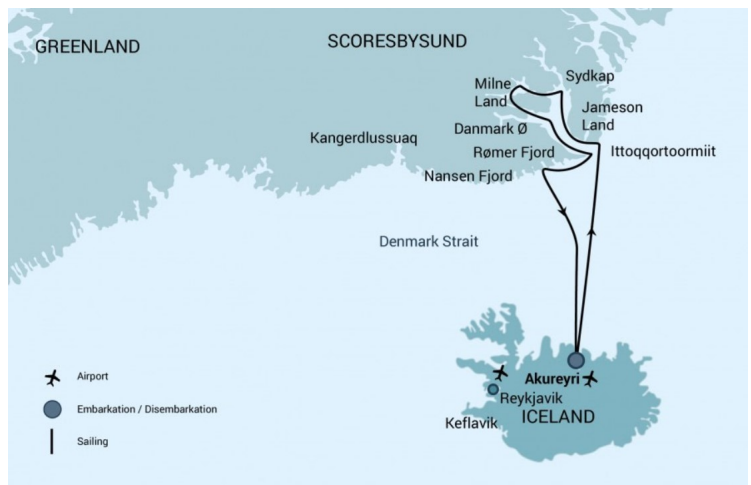 GREENLAND
SCORESBYSUND
Sydkap
Milne
Land
Jameson
Land
Danmark Ø
Kangerdlussuaq
Rømer Fjord
Ittoqqortoormiit
Nansen Fjord
Denmark Strait
Airport
Akureyri
Embarkation / Disembarkation
Reykjavik
ICELAND
Keflavik
Sailing